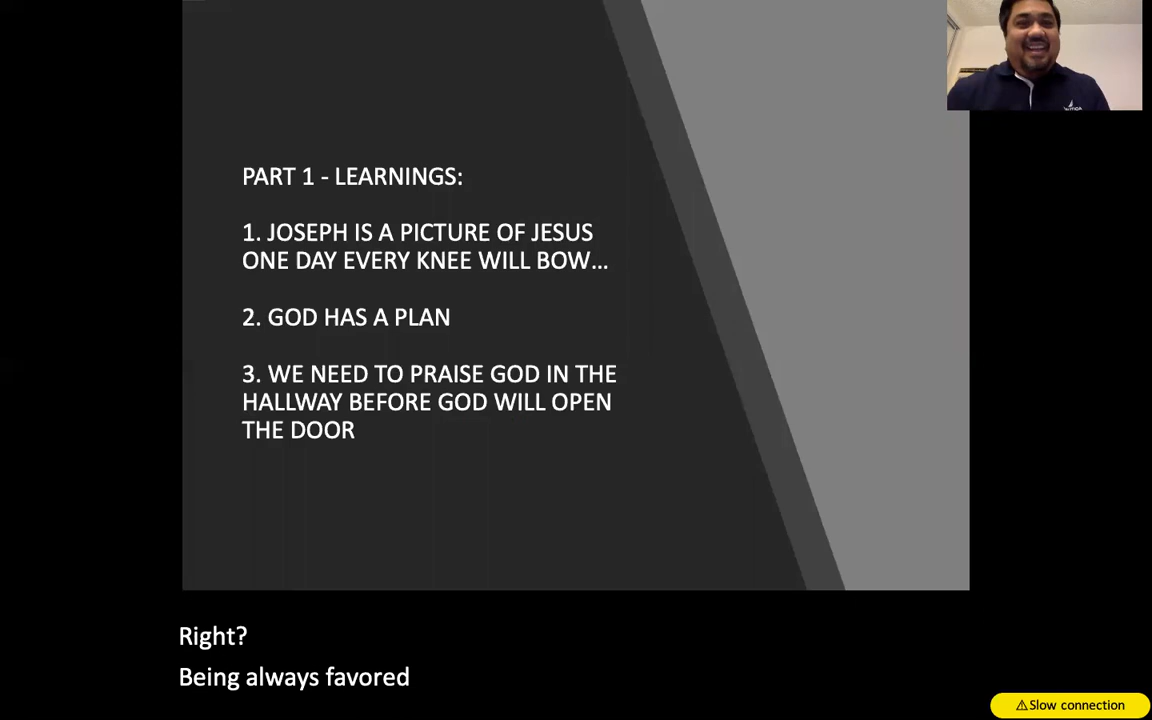 PART 1 - LEARNINGS:
1. JOSEPH IS A PICTURE OF JESUS
ONE DAY EVERY KNEE WILL BOW...
2. GOD HAS A PLAN
3. WE NEED TO PRAISE GOD IN THE
HALLWAY BEFORE GOD WILL OPEN
THE DOOR
Right?
Being always favored
⚠Slow connection